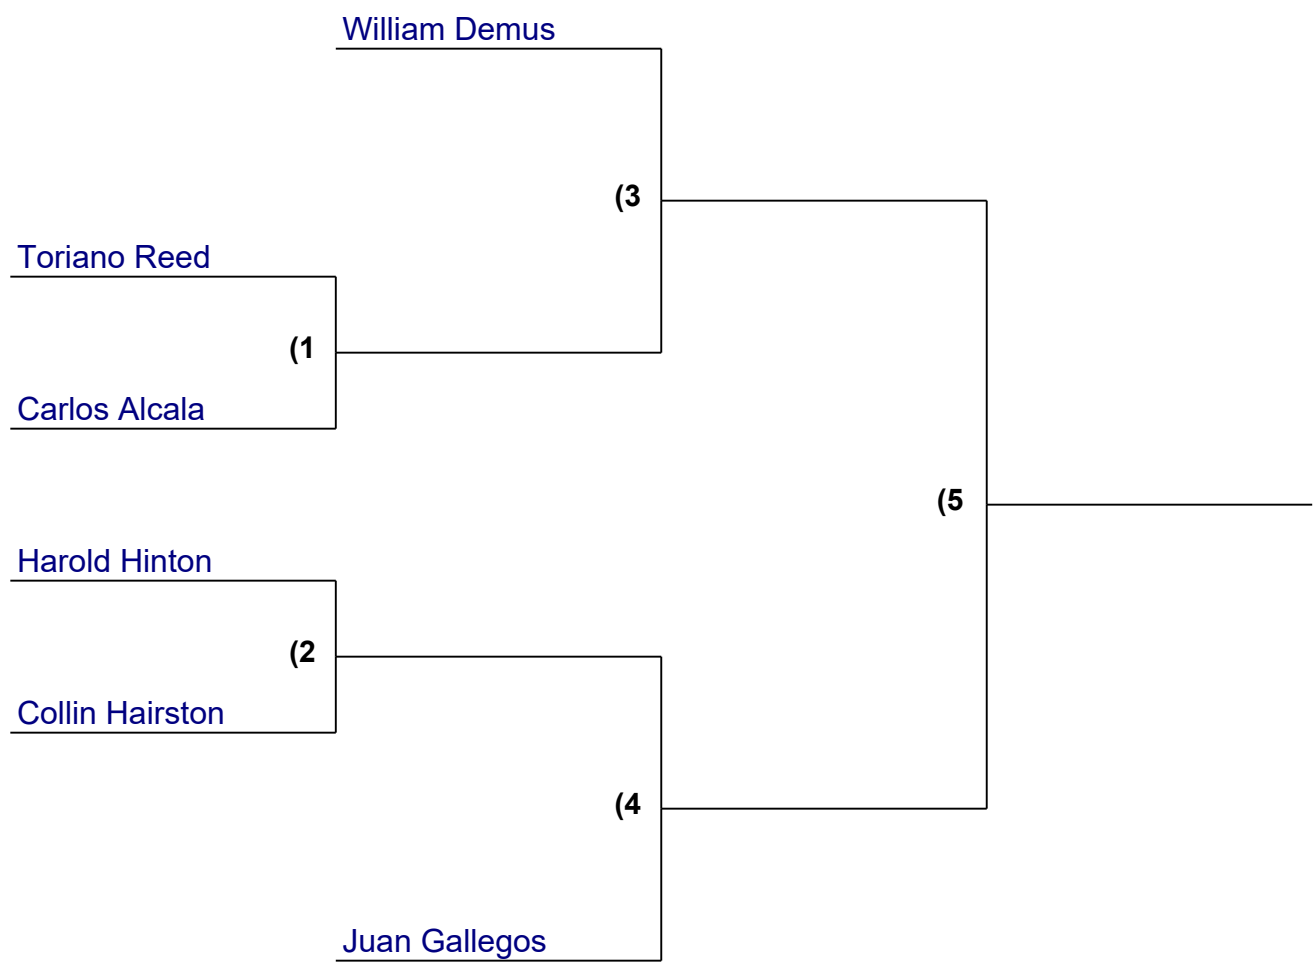 William Demus
(3
Toriano Reed
(1
Carlos Alcala
(5
Harold Hinton
(2
Collin Hairston
(4
Juan Gallegos